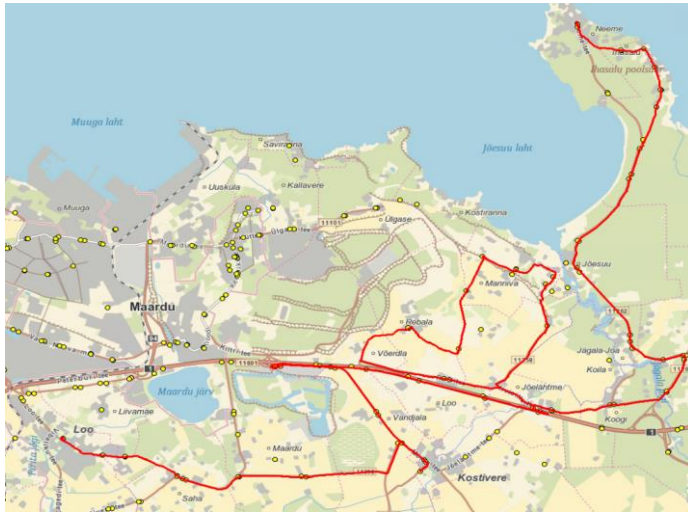 Neeme
Ihasalu
Ihasalu poolsaar
Muuga laht
Jõesuu laht
Saviranna
Uusküla
Kallavere
Muuga
Ülgase
Kostiranna
Jõesuu
Manniva
Maardu
Rebala
Võerdla
Jägala-Joa
Koila
Jõelähtme
Maardu järv
Liivamäe
Loo
Vandjala
Koogi
Loo
Maardu
Saha
Kostivere